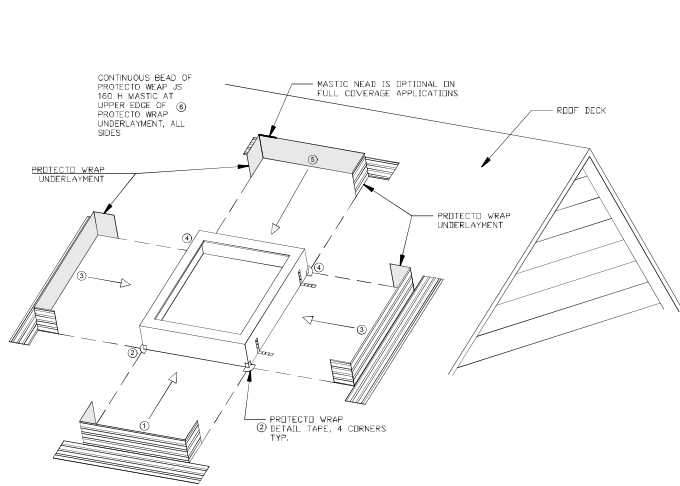 CONTINUOUS BEAD OF
PROTECTO WEAP JS
160 H MASTIC AT
UPPER EDGE OF ⑥
PROTECTO WRAP
UNDERLAYMENT, ALL
SIDES
MASTIC NEAD IS OPTIONAL ON
FULL COVERAGE APPLICATIONS
ROOF DECK
PROTECTO WRAP
UNDERLAYMENT
⑤
PROTECTO WRAP
UNDERLAYMENT
④
④
③
③
②
①
PROTECTO WRAP
② DETAIL TAPE, 4 CORNERS
TYP.